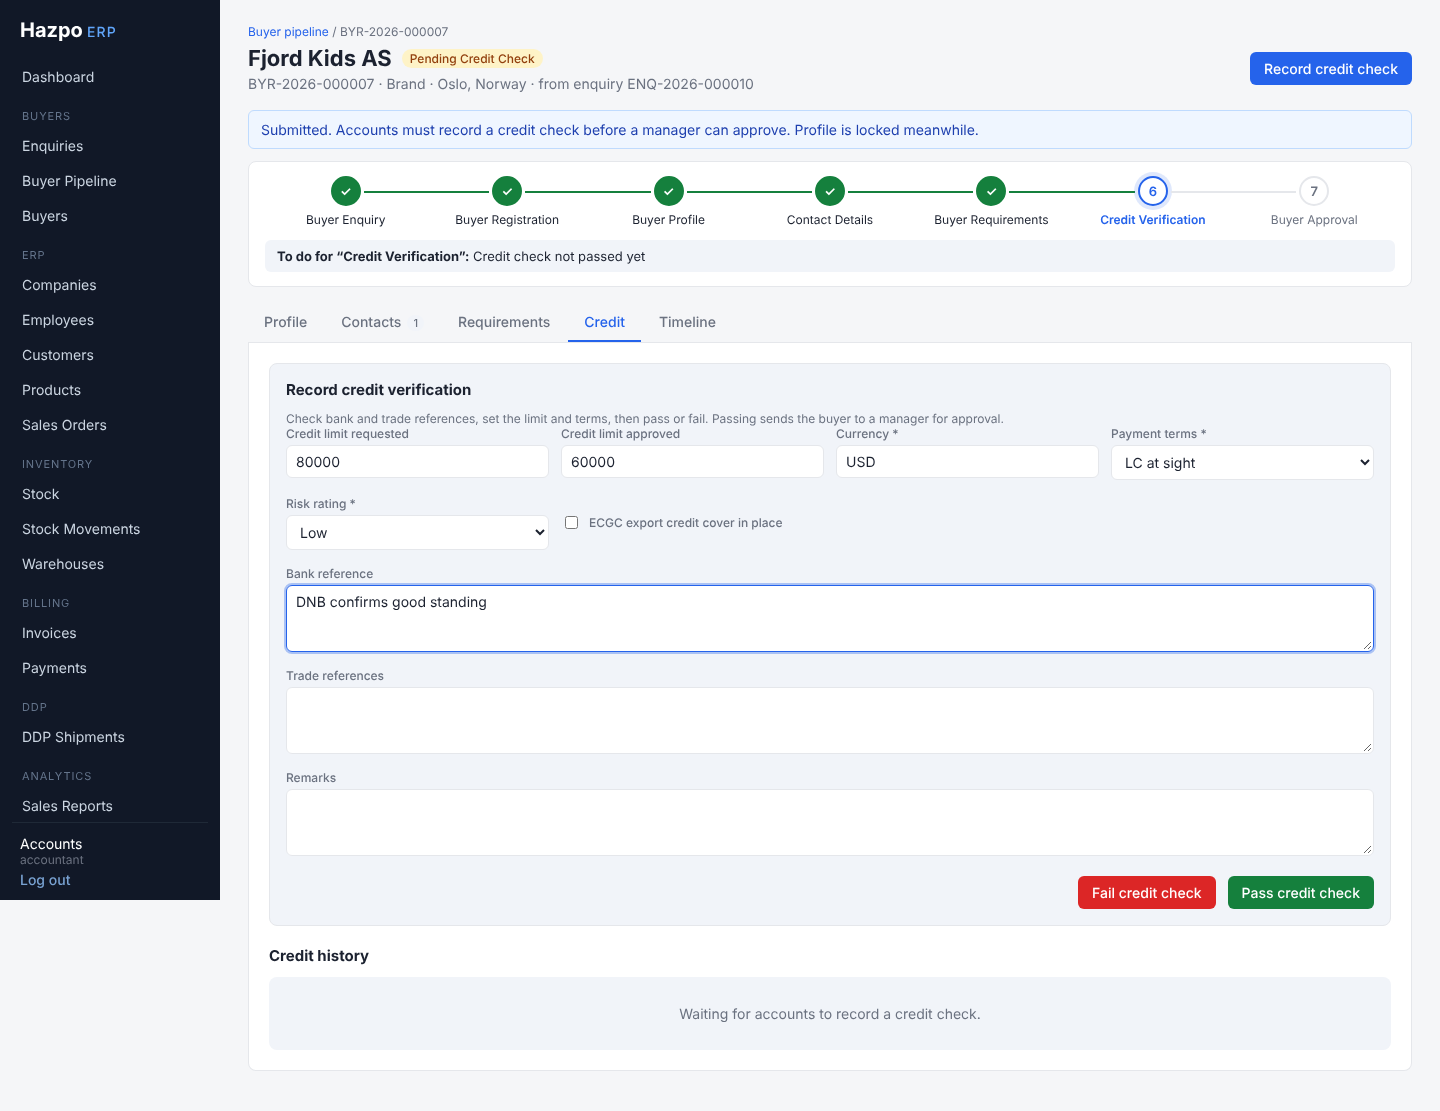 Hazpo ERP
Dashboard
BUYERS
Enquiries
Buyer Pipeline
Buyers
ERP
Companies
Employees
Customers
Products
Sales Orders
INVENTORY
Stock
Stock Movements
Warehouses
BILLING
Invoices
Payments
DDP
DDP Shipments
ANALYTICS
Sales Reports
Accounts
accountant
Log out
Buyer pipeline / BYR-2026-000007
Fjord Kids AS Pending Credit Check
BYR-2026-000007 · Brand · Oslo, Norway · from enquiry ENQ-2026-000010
Record credit check
Submitted. Accounts must record a credit check before a manager can approve. Profile is locked meanwhile.
6 7
Buyer Enquiry Buyer Registration Buyer Profile Contact Details Buyer Requirements Credit Verification Buyer Approval
To do for “Credit Verification”: Credit check not passed yet
Profile Contacts 1 Requirements Credit Timeline
Record credit verification
Check bank and trade references, set the limit and terms, then pass or fail. Passing sends the buyer to a manager for approval.
Credit limit requested Credit limit approved Currency * Payment terms *
80000 60000 USD LC at sight
Risk rating *
Low ECGC export credit cover in place
Bank reference
DNB confirms good standing
Trade references
Remarks
Fail credit check Pass credit check
Credit history
Waiting for accounts to record a credit check.